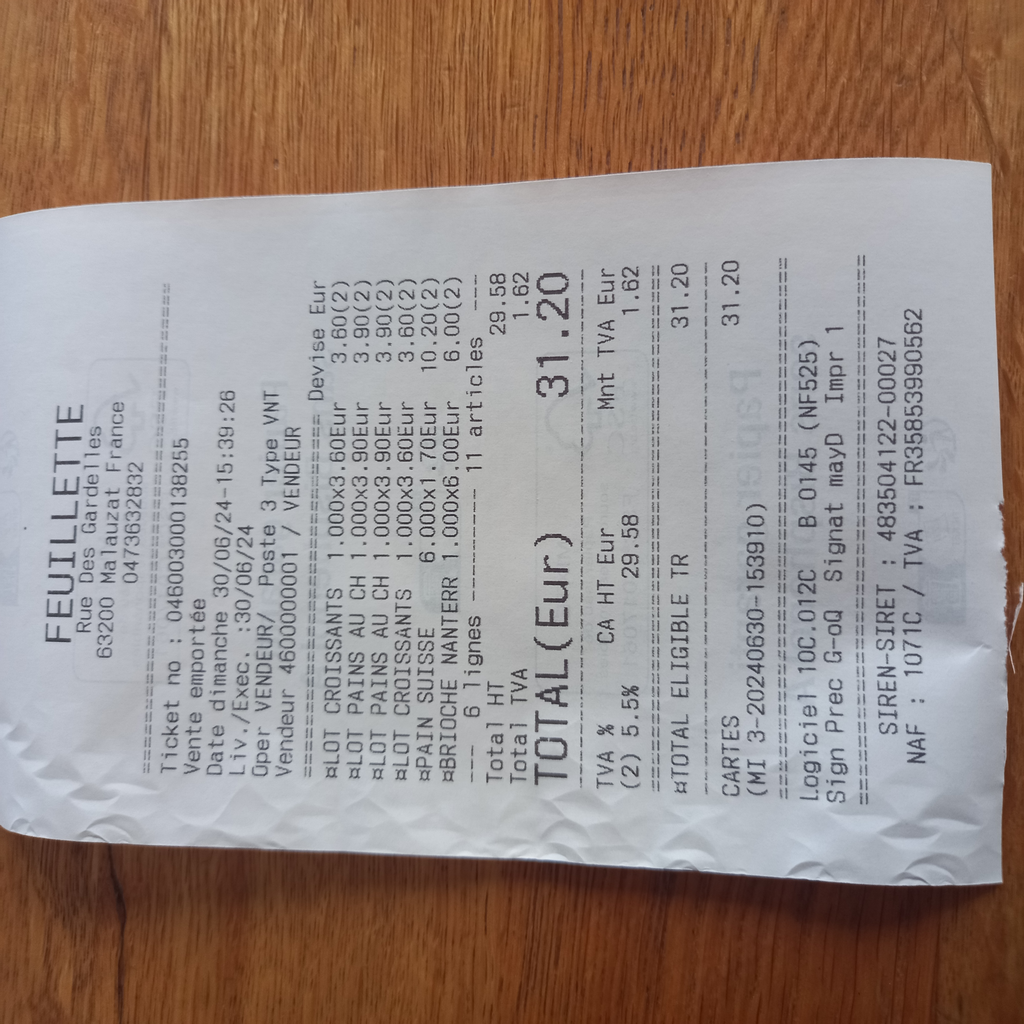 FEUILLETTE
Rue Des Gardelles
63200 Malauzat France
0473632832
==================================
Ticket no : 046003000138255
Vente emportée
Date dimanche 30/06/24-15:39:26
Liv./Exec. :30/06/24
Oper VENDEUR/ Poste 3 Type VNT
Vendeur 4600000001 / VENDEUR
======================== Devise Eur
¤LOT CROISSANTS 1.000x3.60Eur 3.60(2)
¤LOT PAINS AU CH 1.000x3.90Eur 3.90(2)
¤LOT PAINS AU CH 1.000x3.90Eur 3.90(2)
¤LOT CROISSANTS 1.000x3.60Eur 3.60(2)
¤PAIN SUISSE 6.000x1.70Eur 10.20(2)
¤BRIOCHE NANTERR 1.000x6.00Eur 6.00(2)
--- 6 lignes -------- 11 articles ---
Total HT 29.58
Total TVA 1.62
TOTAL(Eur) 31.20
-----------------------------------
TVA % CA HT Eur Mnt TVA Eur
(2) 5.5% 29.58 1.62
===================================
¤TOTAL ELIGIBLE TR 31.20
-----------------------------------
CARTES 31.20
(MI 3-20240630-153910)
===================================
Logiciel 10C.012C B 0145 (NF525)
Sign Prec G-oQ Signat mayD Impr 1
===================================
SIREN-SIRET : 483504122-00027
NAF : 1071C / TVA : FR35853990562